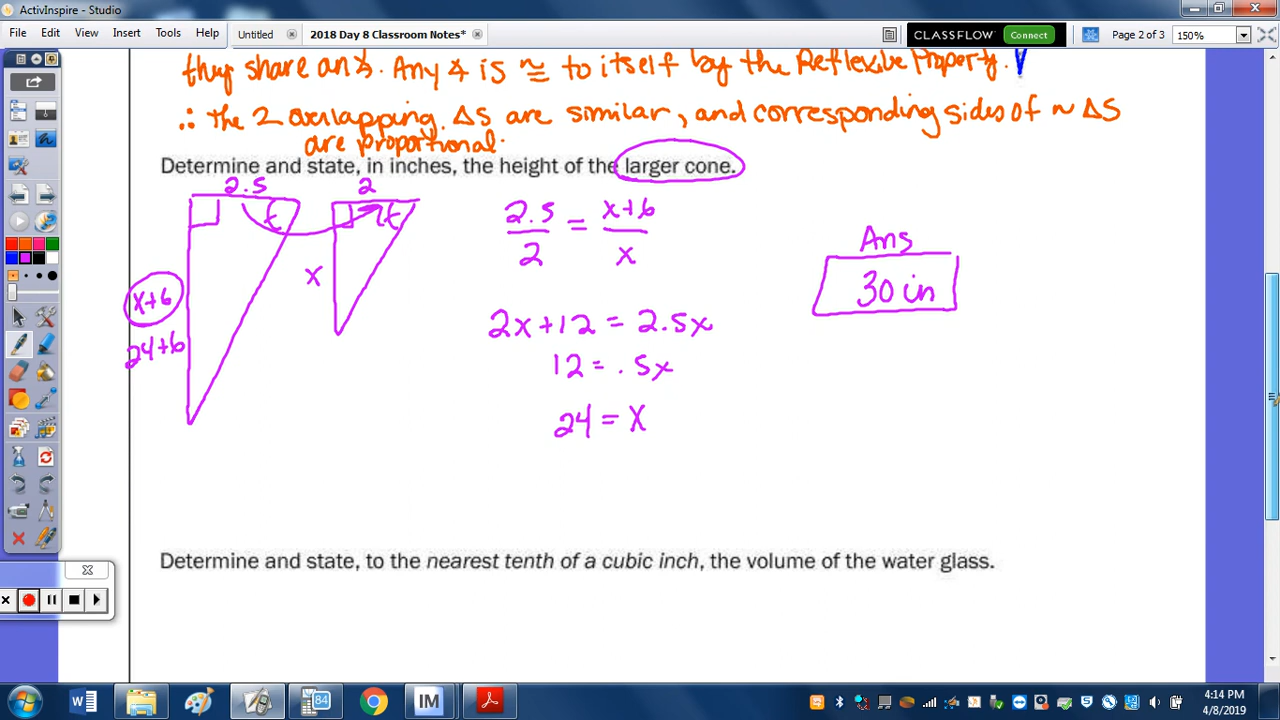 ActivInspire - Studio
File Edit View Insert Tools Help Untitled 2018 Day 8 Classroom Notes* CLASSFLOW Connect Page 2 of 3 150%
they share an ∡. Any ∡ is ≅ to itself by the Reflexive Property.
∴ the 2 overlapping Δs are similar, and corresponding sides of ~ Δs
are proportional.
Determine and state, in inches, the height of the larger cone.
2.5 2
x+6
24+6
x
2.5/2 = x+6/x
2x+12 = 2.5x
12 = .5x
24 = x
Ans
30 in
Determine and state, to the nearest tenth of a cubic inch, the volume of the water glass.
W 84 IM
4:14 PM
4/8/2019